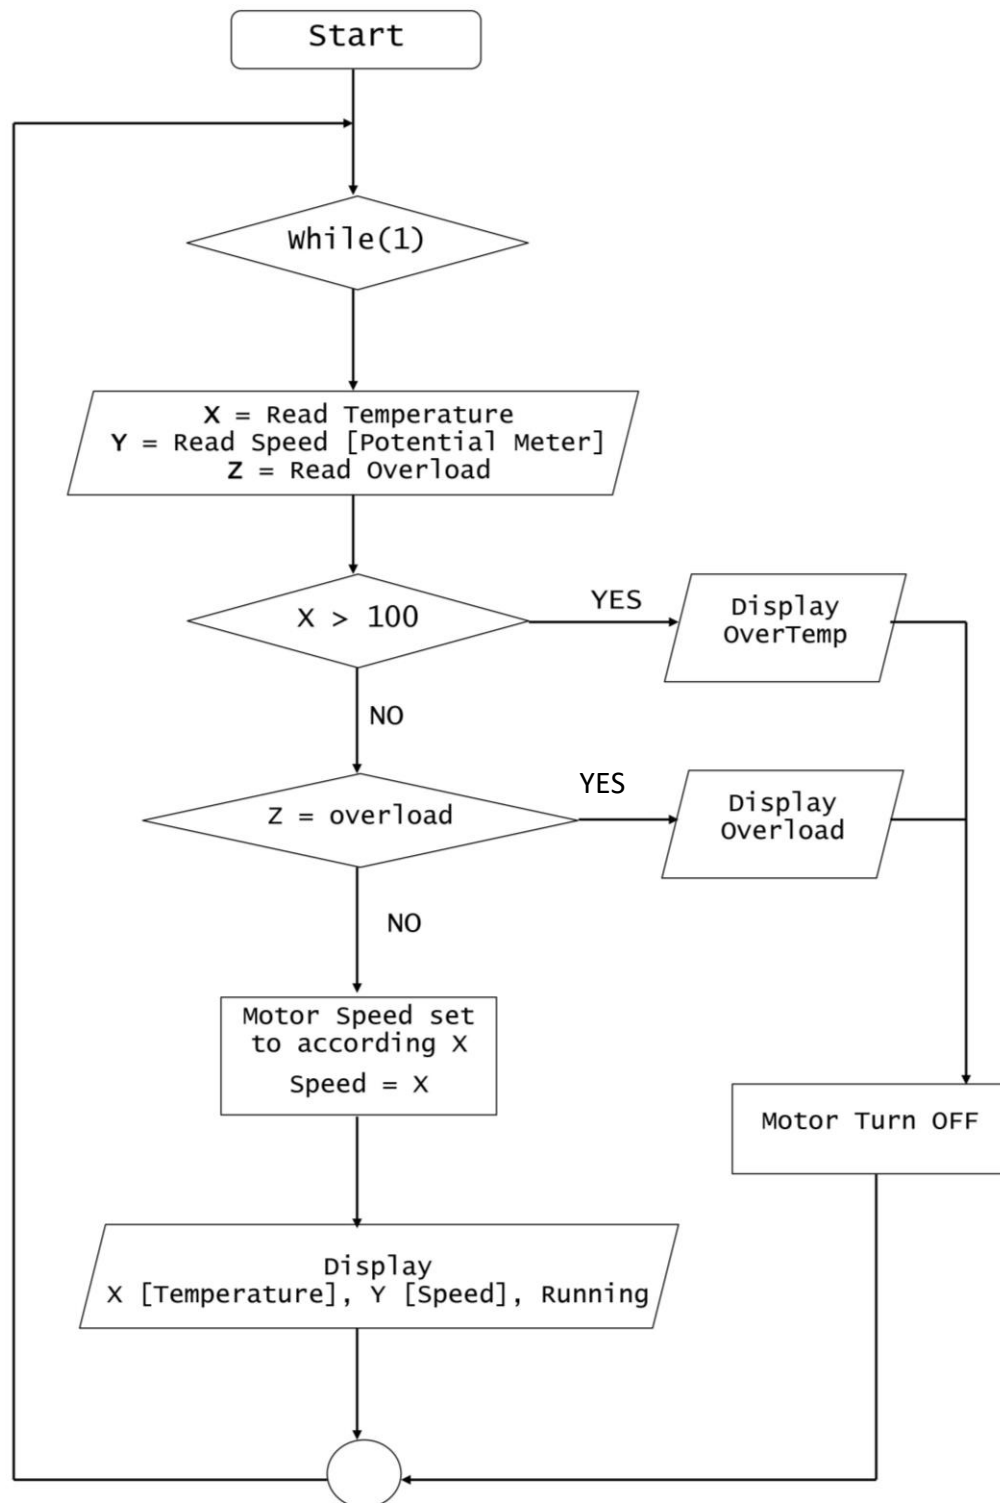 Start
While(1)
X = Read Temperature
Y = Read Speed [Potential Meter]
Z = Read Overload
X > 100
YES
Display
OverTemp
NO
Z = overload
YES
Display
Overload
NO
Motor Speed set
to according X
Speed = X
Motor Turn OFF
Display
X [Temperature], Y [Speed], Running